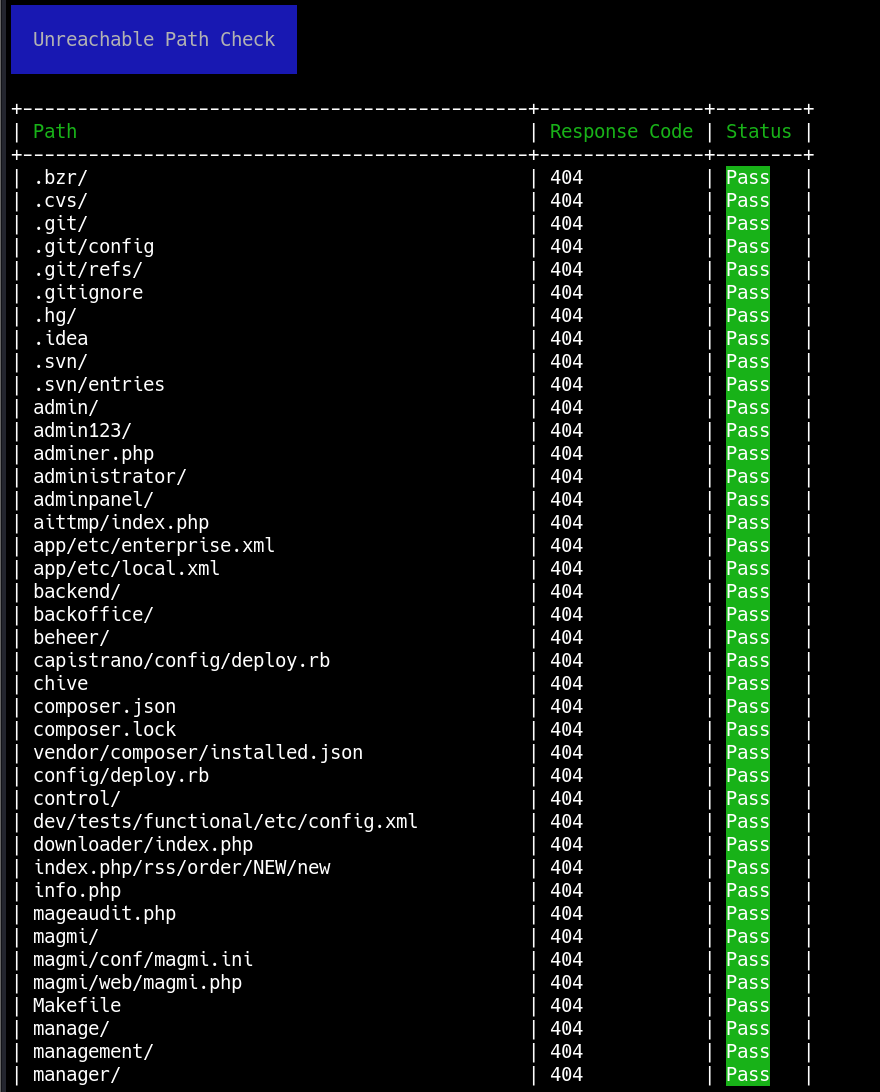 Unreachable Path Check
+----------------------------------------------+---------------+--------+
| Path                                         | Response Code | Status |
+----------------------------------------------+---------------+--------+
| .bzr/                                        | 404           | Pass   |
| .cvs/                                        | 404           | Pass   |
| .git/                                        | 404           | Pass   |
| .git/config                                  | 404           | Pass   |
| .git/refs/                                   | 404           | Pass   |
| .gitignore                                   | 404           | Pass   |
| .hg/                                         | 404           | Pass   |
| .idea                                        | 404           | Pass   |
| .svn/                                        | 404           | Pass   |
| .svn/entries                                 | 404           | Pass   |
| admin/                                       | 404           | Pass   |
| admin123/                                    | 404           | Pass   |
| adminer.php                                  | 404           | Pass   |
| administrator/                               | 404           | Pass   |
| adminpanel/                                  | 404           | Pass   |
| aittmp/index.php                             | 404           | Pass   |
| app/etc/enterprise.xml                       | 404           | Pass   |
| app/etc/local.xml                            | 404           | Pass   |
| backend/                                     | 404           | Pass   |
| backoffice/                                  | 404           | Pass   |
| beheer/                                      | 404           | Pass   |
| capistrano/config/deploy.rb                  | 404           | Pass   |
| chive                                        | 404           | Pass   |
| composer.json                                | 404           | Pass   |
| composer.lock                                | 404           | Pass   |
| vendor/composer/installed.json               | 404           | Pass   |
| config/deploy.rb                             | 404           | Pass   |
| control/                                     | 404           | Pass   |
| dev/tests/functional/etc/config.xml          | 404           | Pass   |
| downloader/index.php                         | 404           | Pass   |
| index.php/rss/order/NEW/new                  | 404           | Pass   |
| info.php                                     | 404           | Pass   |
| mageaudit.php                                | 404           | Pass   |
| magmi/                                       | 404           | Pass   |
| magmi/conf/magmi.ini                         | 404           | Pass   |
| magmi/web/magmi.php                          | 404           | Pass   |
| Makefile                                     | 404           | Pass   |
| manage/                                      | 404           | Pass   |
| management/                                  | 404           | Pass   |
| manager/                                     | 404           | Pass   |